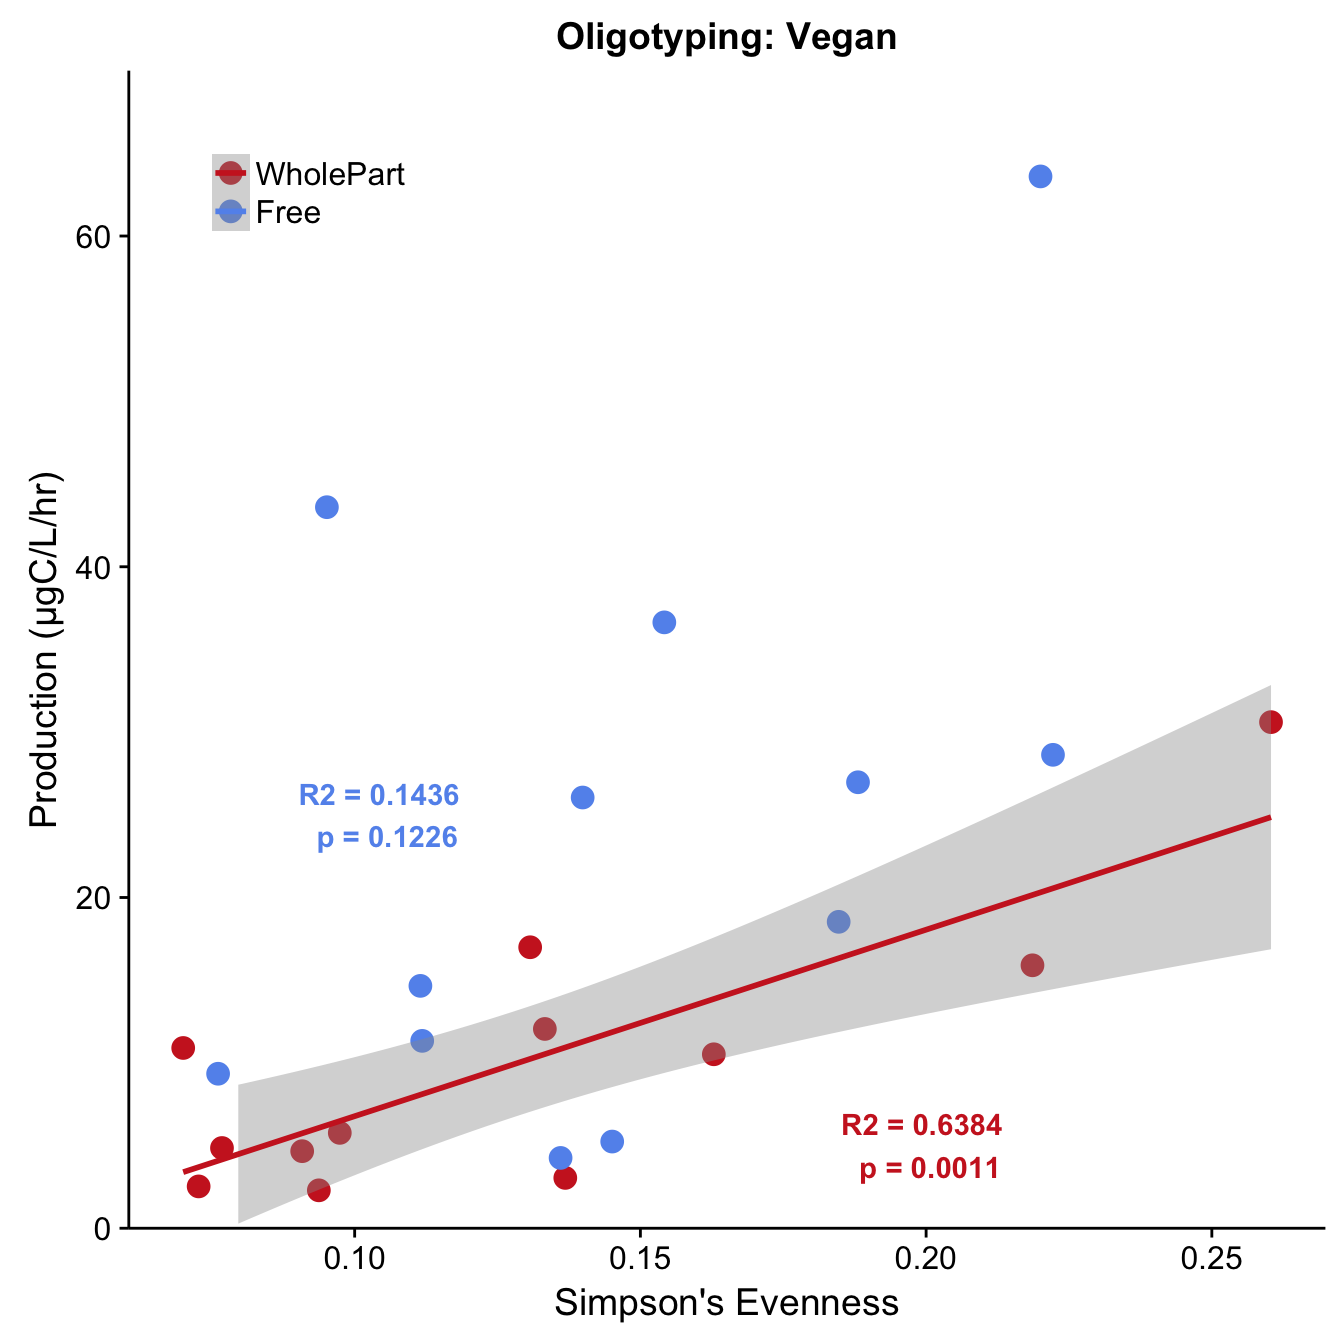 Oligotyping: Vegan
WholePart
Free
60
40
20
0
Production (µgC/L/hr)
R2 = 0.1436
p = 0.1226
R2 = 0.6384
p = 0.0011
0.10
0.15
0.20
0.25
Simpson's Evenness